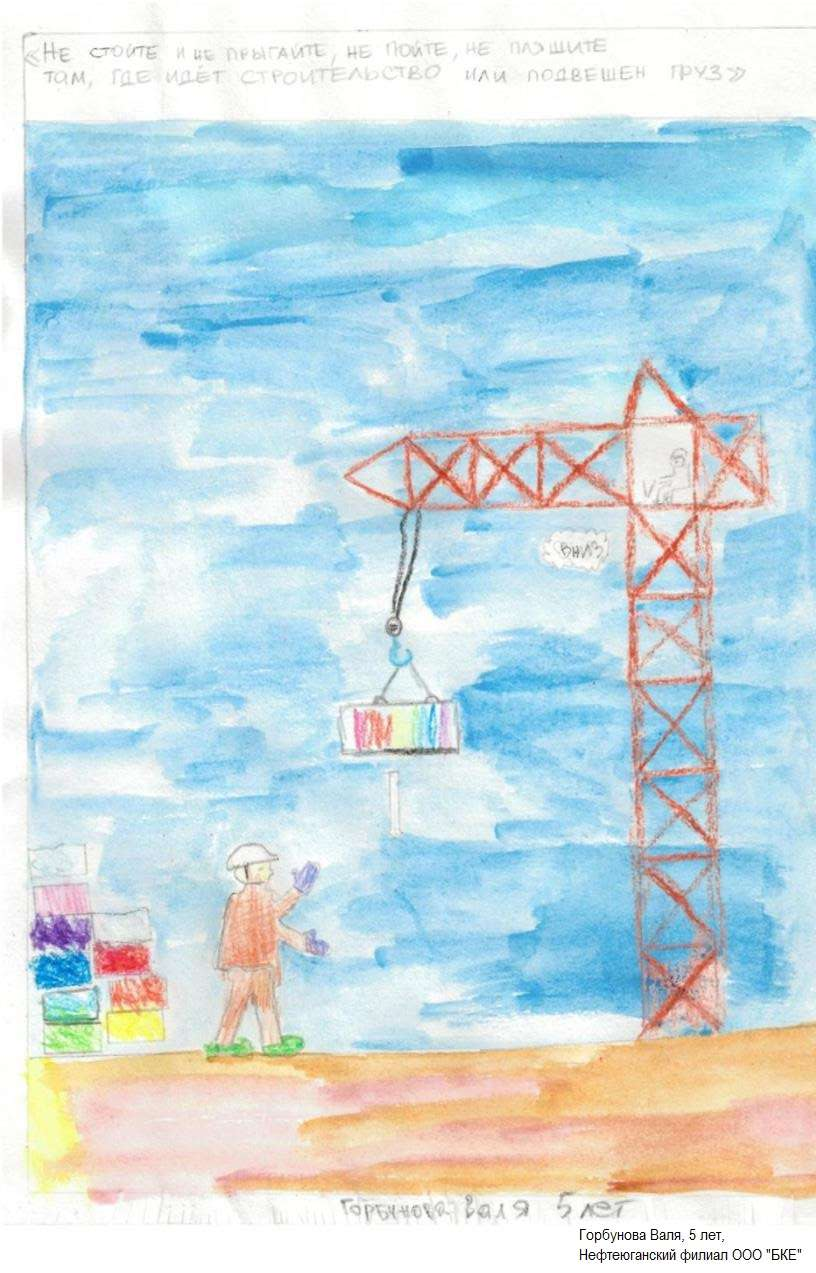 «НЕ СТОЙТЕ И НЕ ПРЫГАЙТЕ, НЕ ПОЙТЕ, НЕ ПЛЯШИТЕ
ТАМ, ГДЕ ИДЁТ СТРОИТЕЛЬСТВО ИЛИ ПОДВЕШЕН ГРУЗ»
ВНИЗ
ГОРБУНОВА ВАЛЯ 5 ЛЕТ
Горбунова Валя, 5 лет,
Нефтеюганский филиал ООО "БКЕ"